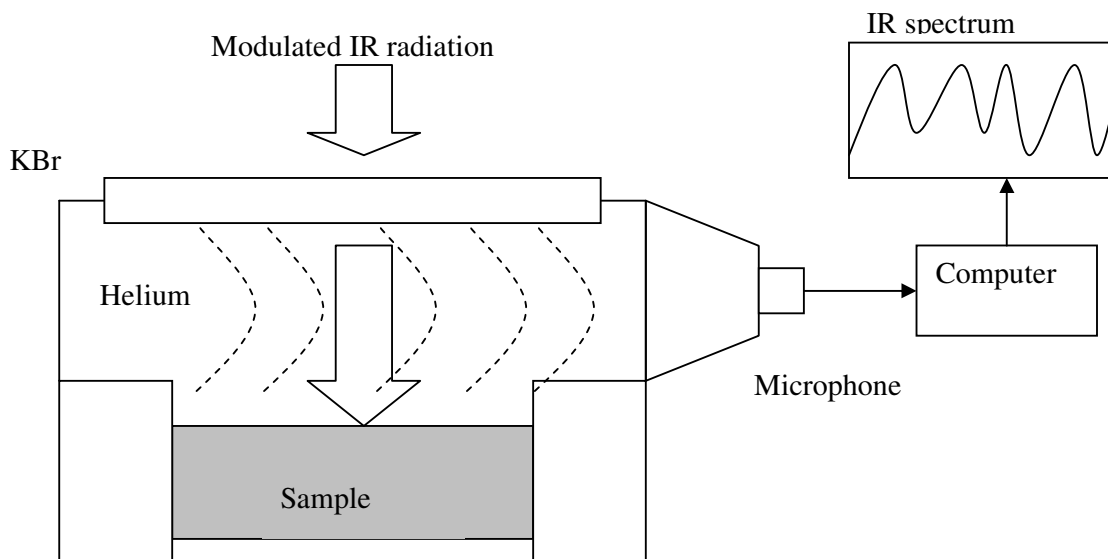 IR spectrum
Modulated IR radiation
KBr
Helium
Computer
Microphone
Sample